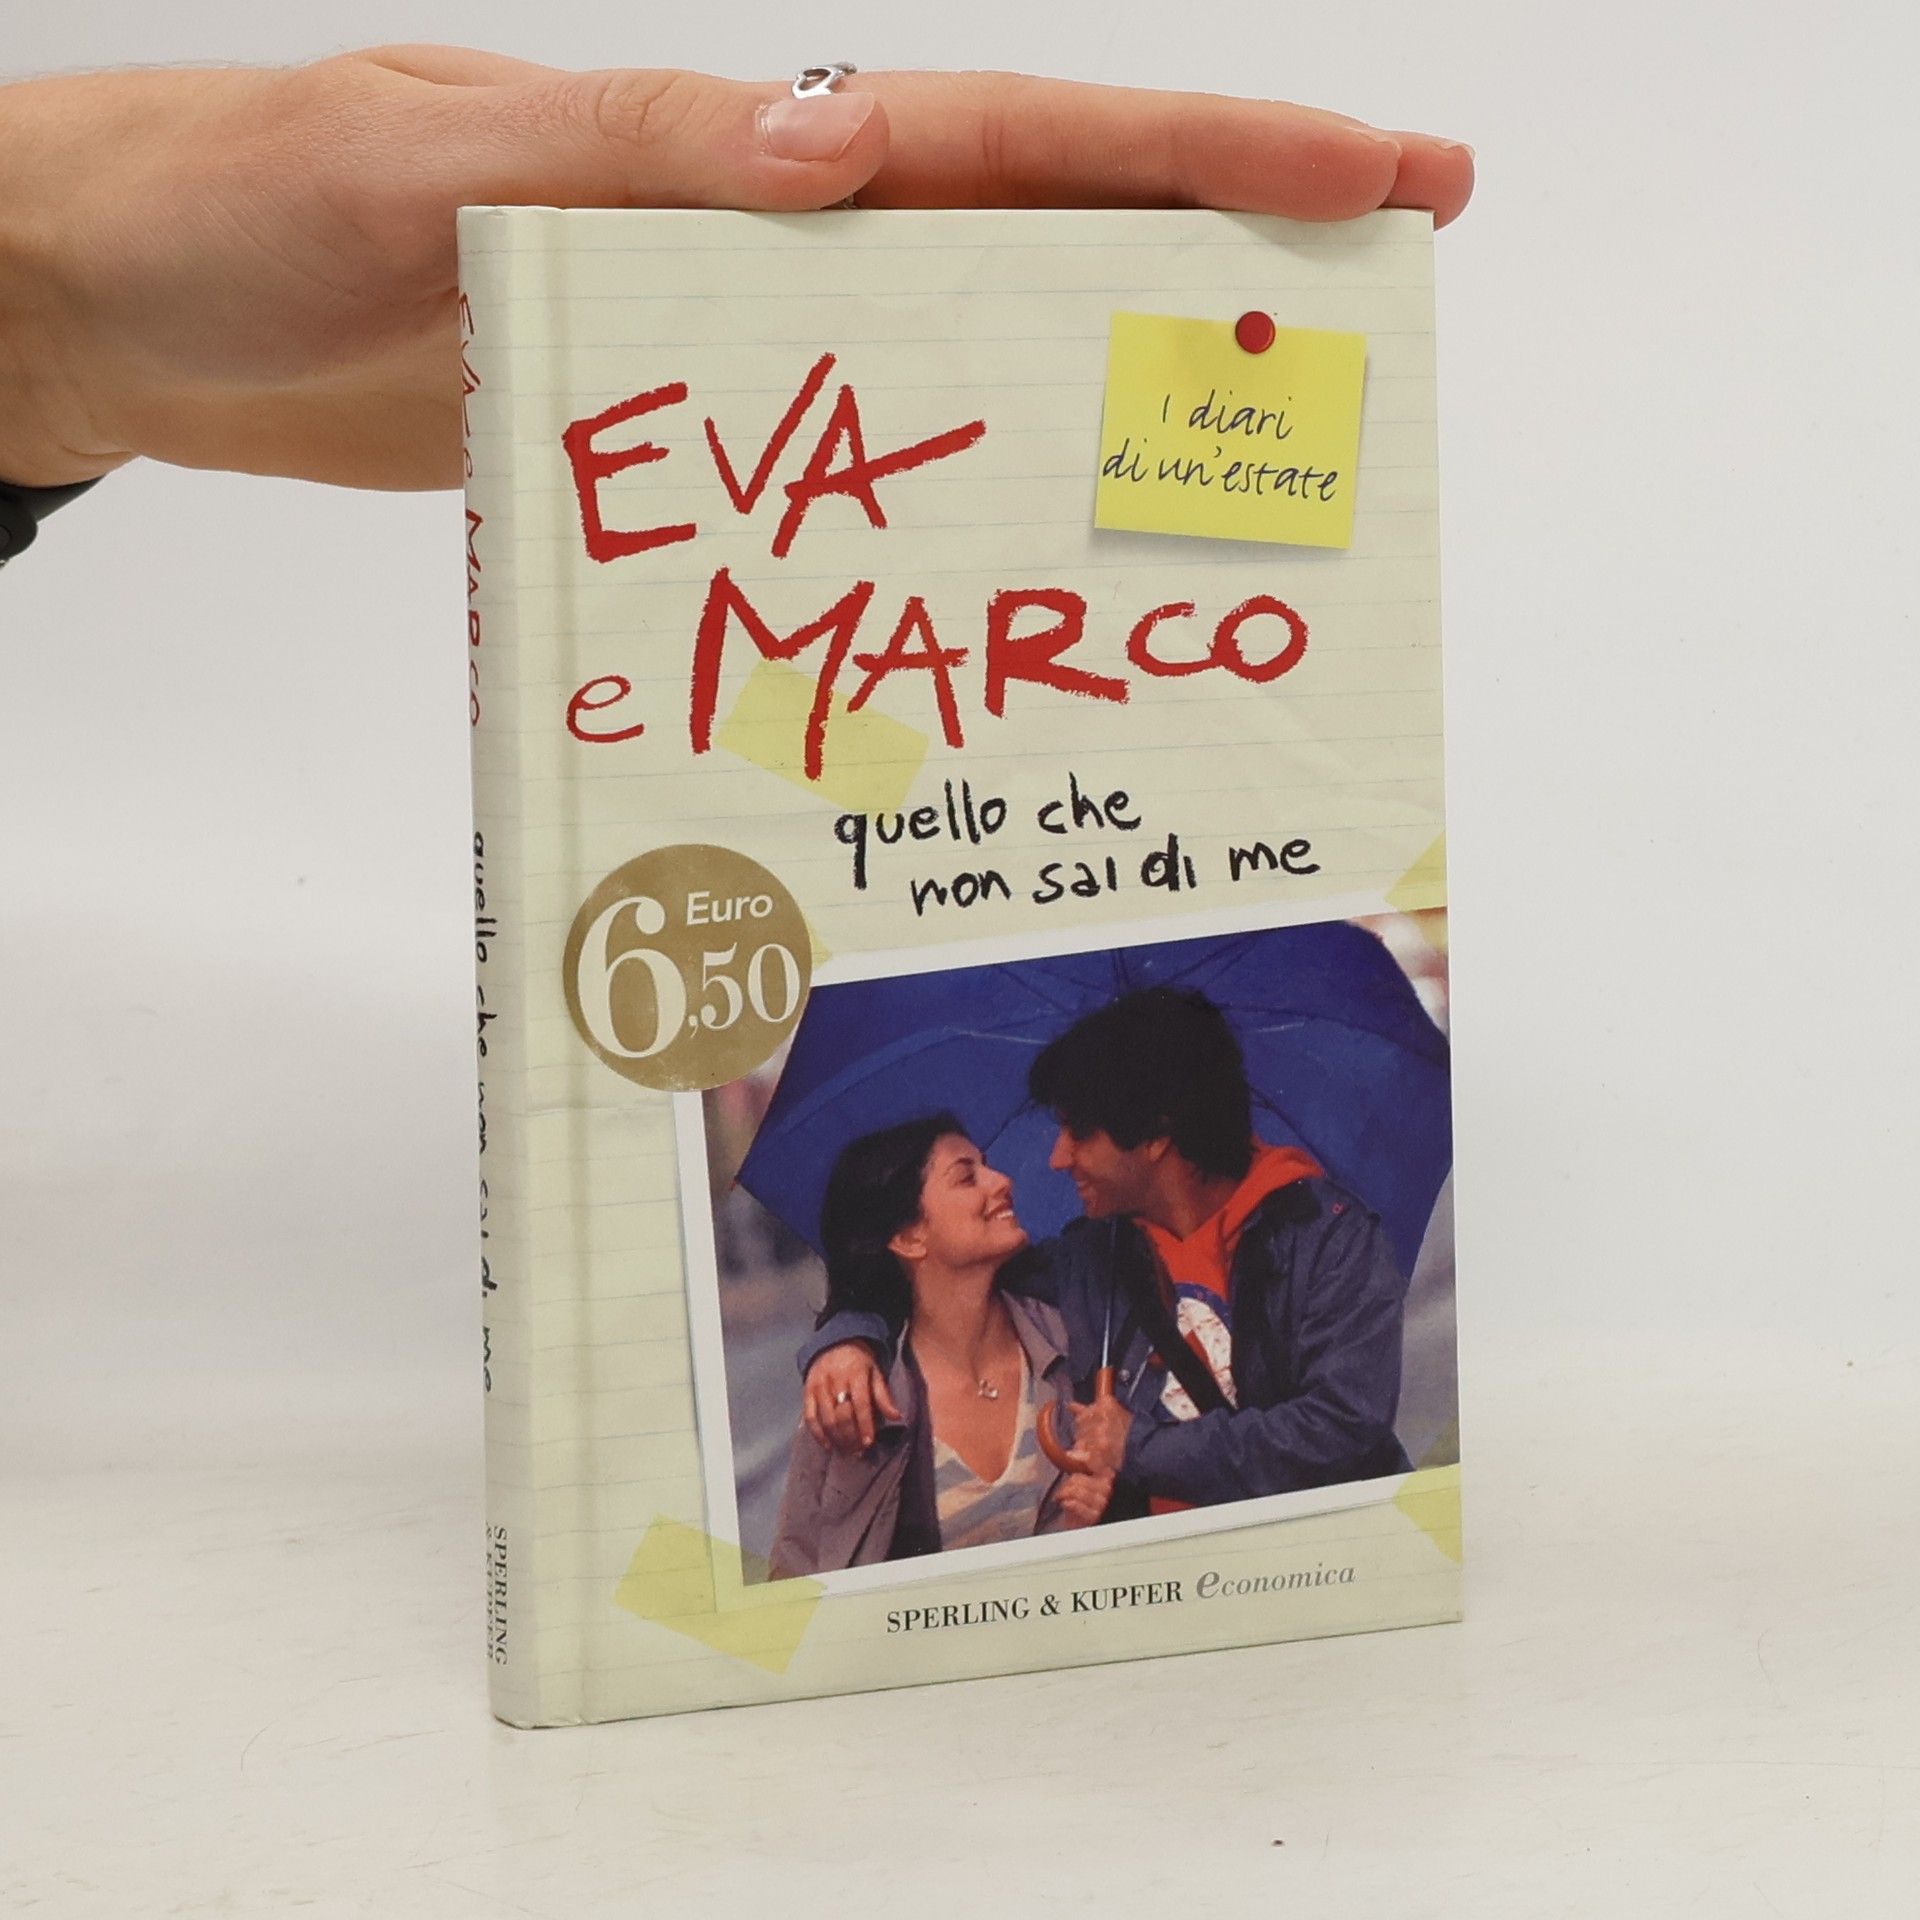 EVA
e MARCO
quello che
non sai di me
I diari
di un'estate
Euro
6,50
SPERLING & KUPFER economica
EVA e MARCO quello che non sai di me SPERLING
& KUPFER